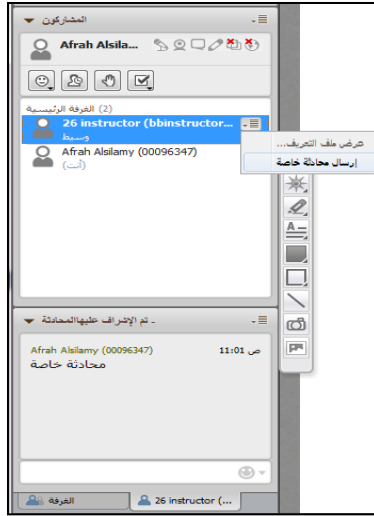 المشاركون
Afrah Alsila...
الغرفة الرئيسية (2)
26 instructor (bbinstructor...
وسيط
Afrah Alsilamy (00096347)
(أنت)
عرض ملف التعريف...
إرسال محادثة خاصة
ـ تم الإشراف عليهاالمحادثة
Afrah Alsilamy (00096347) 11:01 ص
محادثة خاصة
الغرفة
26 instructor (...